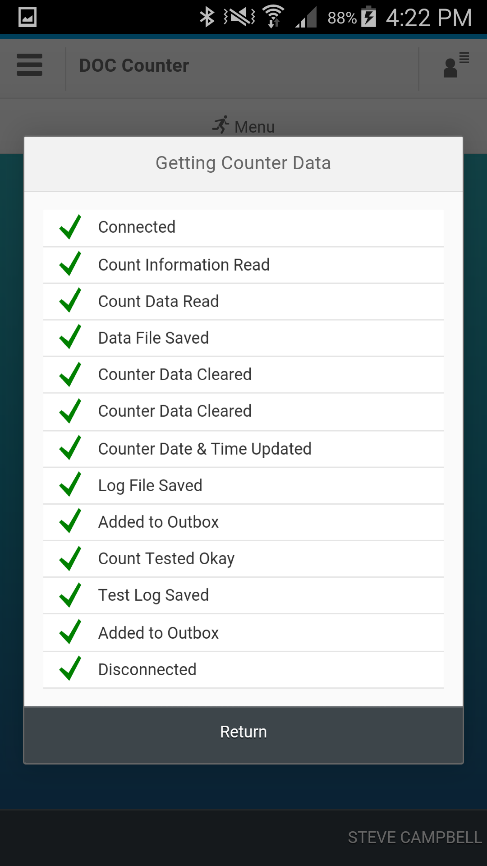 88% 4:22 PM
DOC Counter
Menu
Getting Counter Data
Connected
Count Information Read
Count Data Read
Data File Saved
Counter Data Cleared
Counter Data Cleared
Counter Date & Time Updated
Log File Saved
Added to Outbox
Count Tested Okay
Test Log Saved
Added to Outbox
Disconnected
Return
STEVE CAMPBELL